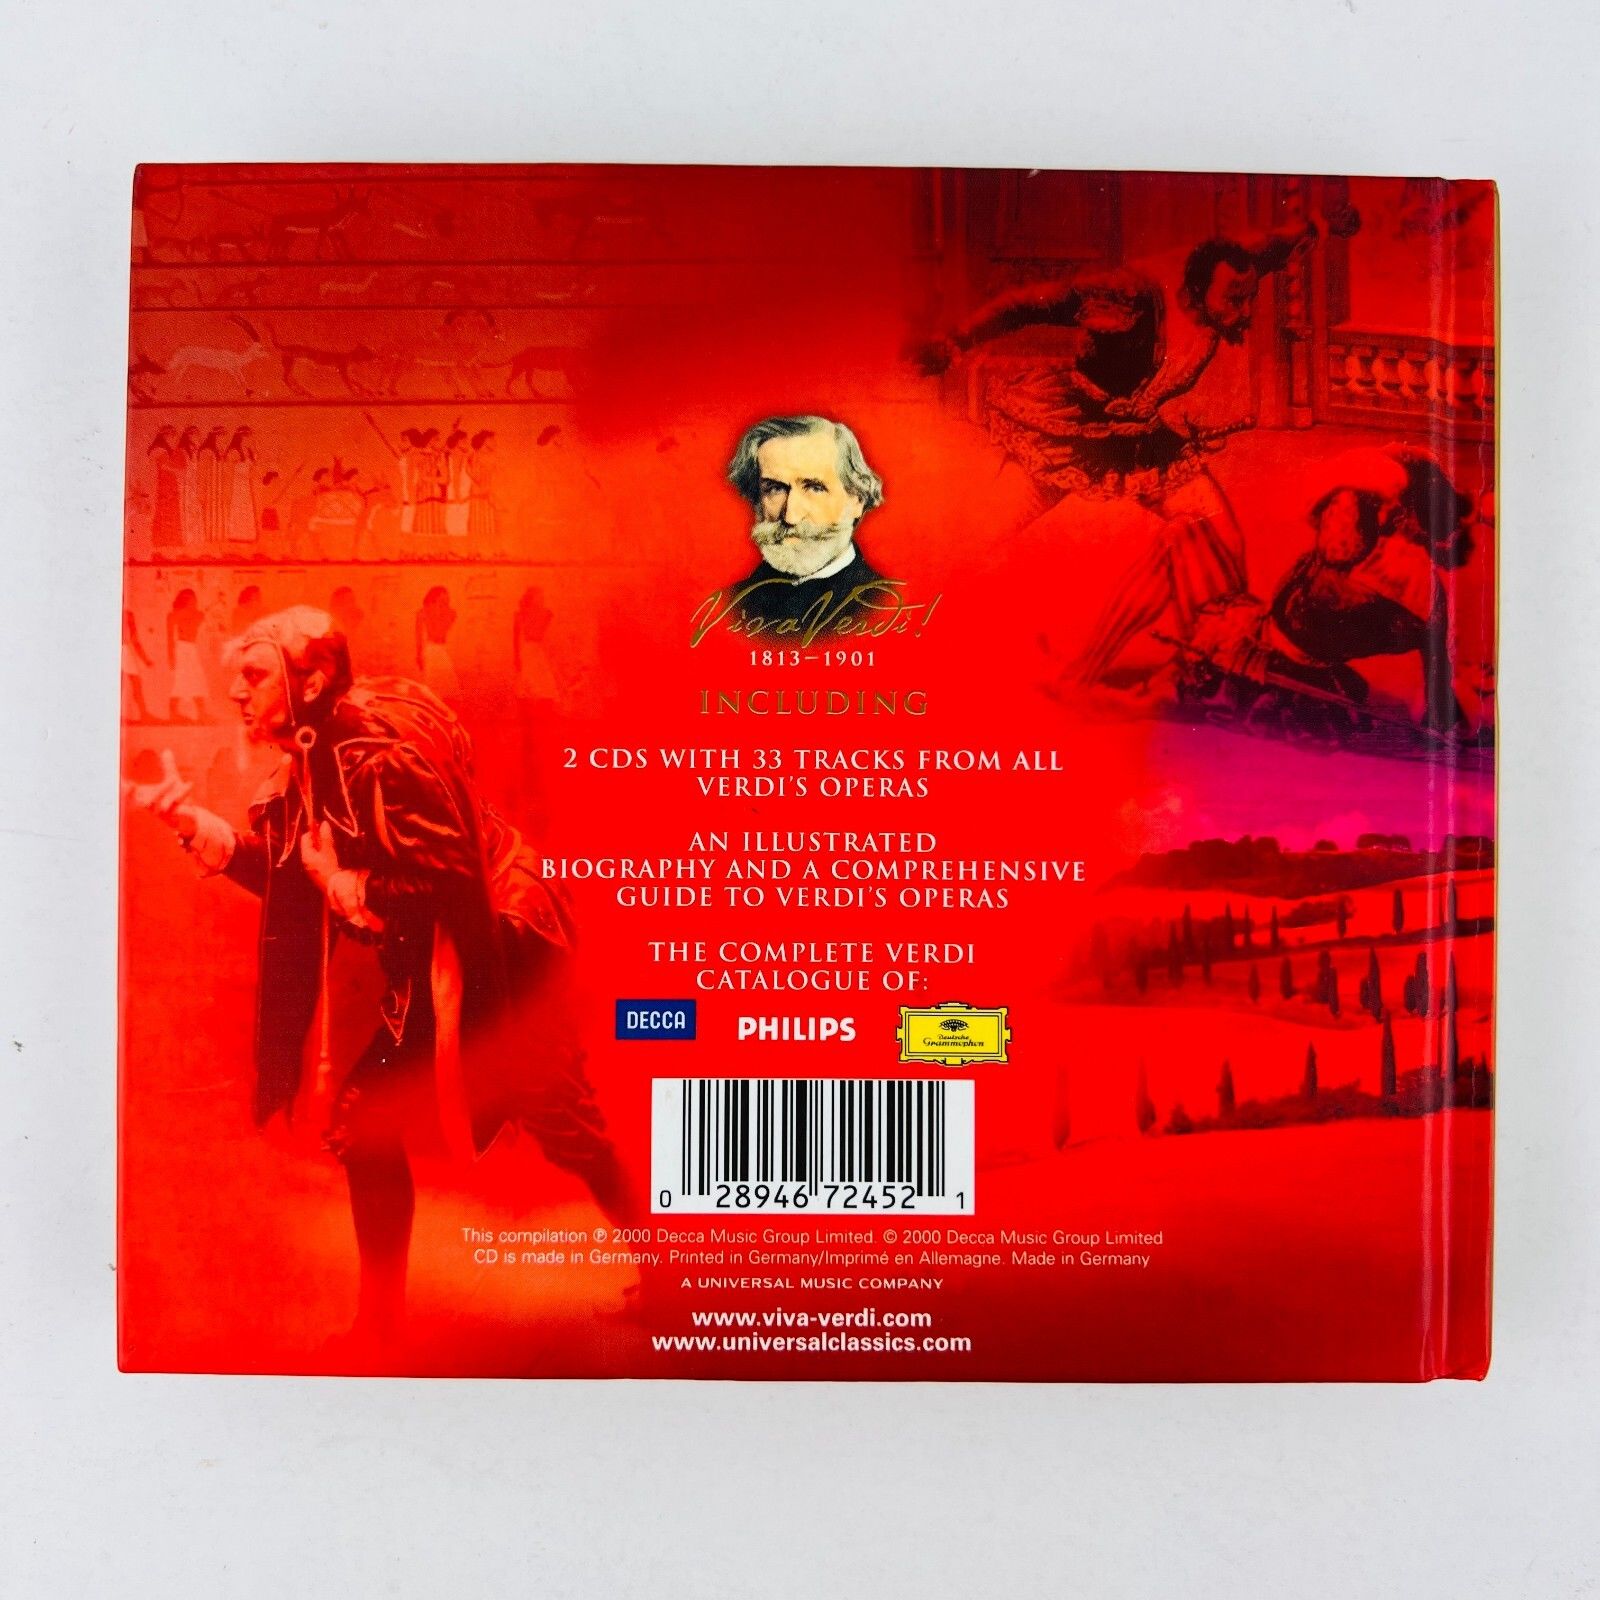 Viva Verdi!
1813–1901
INCLUDING
2 CDS WITH 33 TRACKS FROM ALL
VERDI'S OPERAS
AN ILLUSTRATED
BIOGRAPHY AND A COMPREHENSIVE
GUIDE TO VERDI'S OPERAS
THE COMPLETE VERDI
CATALOGUE OF:
DECCA
PHILIPS
Deutsche
Grammophon
0 28946 72452 1
This compilation ℗ 2000 Decca Music Group Limited. © 2000 Decca Music Group Limited
CD is made in Germany. Printed in Germany/Imprimé en Allemagne. Made in Germany
A UNIVERSAL MUSIC COMPANY
www.viva-verdi.com
www.universalclassics.com